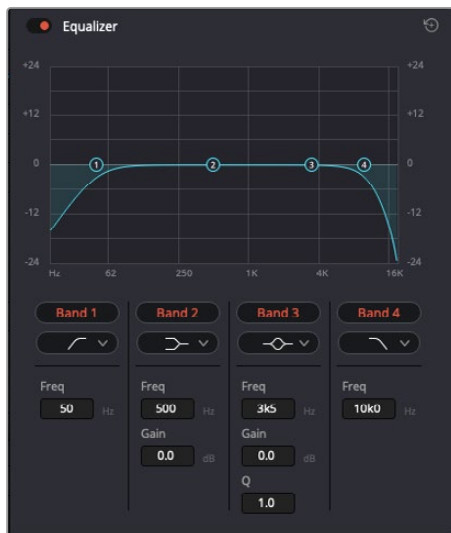 Equalizer
+24 +24
+12 +12
0 1 2 3 4 0
-12 -12
-24 -24
Hz 62 250 1K 4K 16K
Band 1 Band 2 Band 3 Band 4
Freq Freq Freq Freq
50 Hz 500 Hz 3k5 Hz 10k0 Hz
Gain Gain
0.0 dB 0.0 dB
Q
1.0